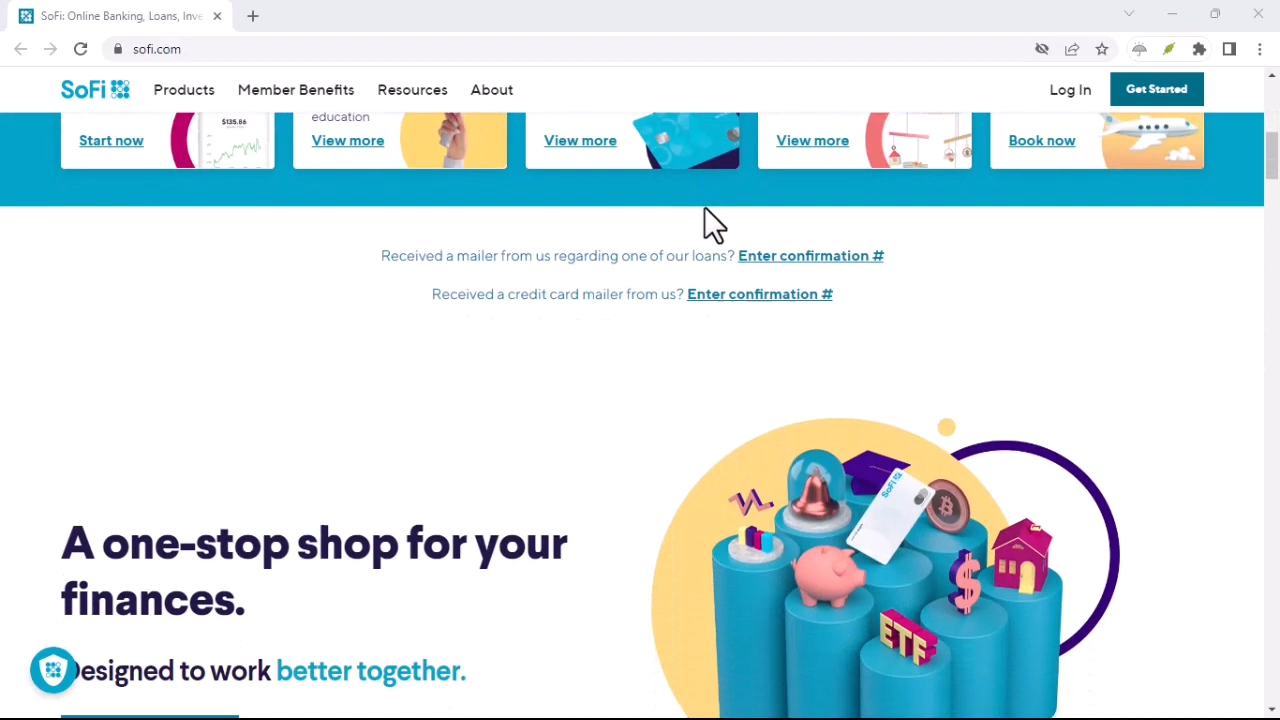 SoFi: Online Banking, Loans, Inve
sofi.com
SoFi
Products
Member Benefits
Resources
About
Log In
Get Started
$135.86
education
Start now
View more
View more
View more
Book now
Received a mailer from us regarding one of our loans? Enter confirmation #
Received a credit card mailer from us? Enter confirmation #
SoFi
ETF
A one-stop shop for your
finances.
Designed to work better together.